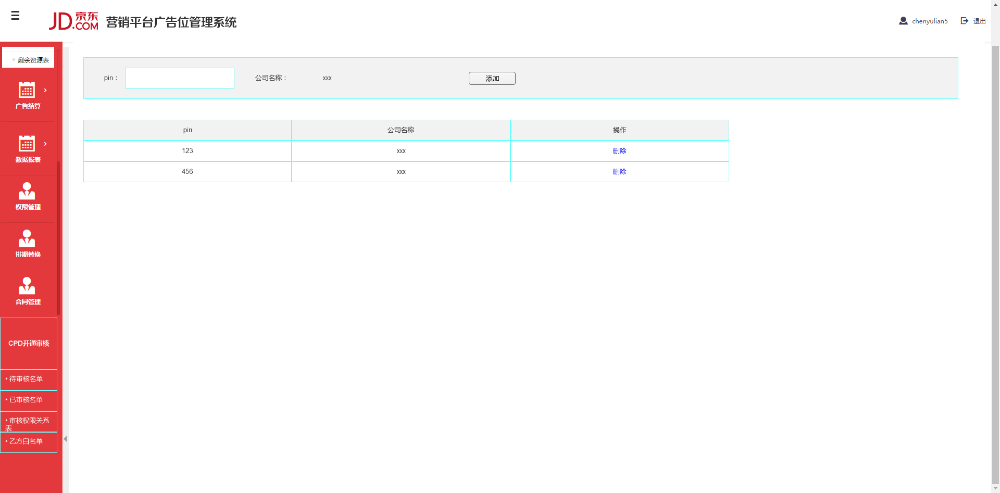 JD.COM 京东 营销平台广告位管理系统
chenyulian5 退出
剩余资源表
广告结算
数据报表
权限管理
排期替换
合同管理
CPD开通审核
• 待审核名单
• 已审核名单
• 审核权限关系
表
• 乙方白名单
pin： 公司名称： xxx 添加
pin 公司名称 操作
123 xxx 删除
456 xxx 删除